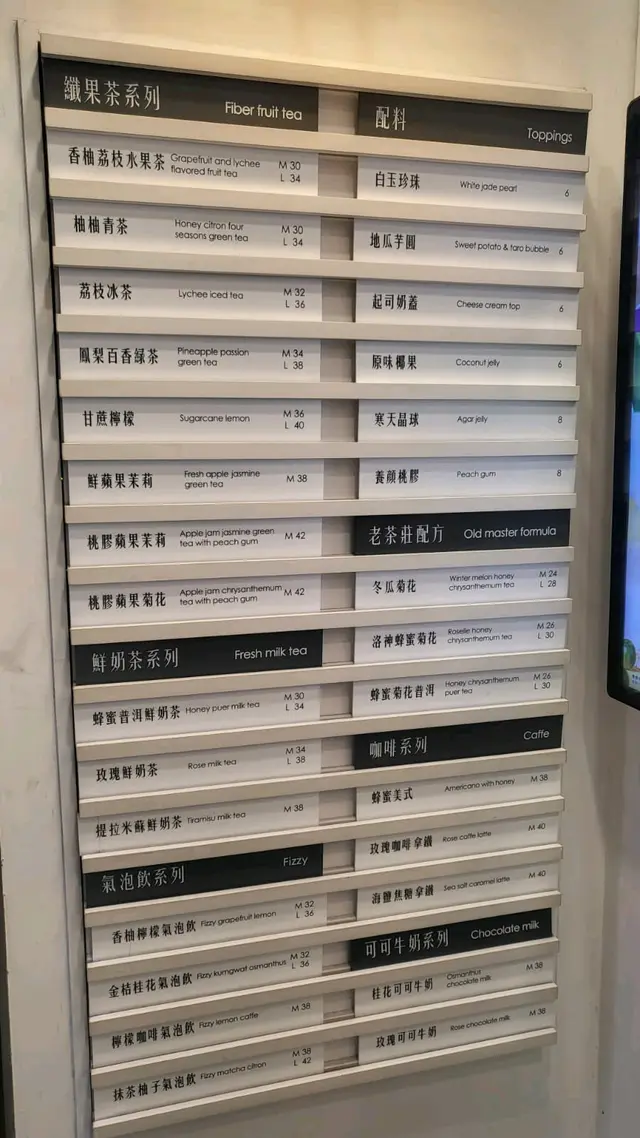 纖果茶系列 Fiber fruit tea
香柚荔枝水果茶 Grapefruit and lychee M 30
flavored fruit tea L 34
柚柚青茶 Honey citron four M 30
seasons green tea L 34
荔枝冰茶 Lychee iced tea M 32
L 36
鳳梨百香綠茶 Pineapple passion M 34
green tea L 38
甘蔗檸檬 Sugarcane lemon M 36
L 40
鮮蘋果茉莉 Fresh apple jasmine M 38
green tea
桃膠蘋果茉莉 Apple jam jasmine green M 42
tea with peach gum
桃膠蘋果菊花 Apple jam chrysanthemum M 42
tea with peach gum
鮮奶茶系列 Fresh milk tea
蜂蜜普洱鮮奶茶 Honey puer milk tea M 30
L 34
玫瑰鮮奶茶 Rose milk tea M 34
L 38
提拉米蘇鮮奶茶 Tiramisu milk tea M 38
氣泡飲系列 Fizzy
香柚檸檬氣泡飲 Fizzy grapefruit lemon M 32
L 36
金桔桂花氣泡飲 Fizzy kumgwat osmanthus M 32
L 36
檸檬咖啡氣泡飲 Fizzy lemon caffe M 38
抹茶柚子氣泡飲 Fizzy matcha citron M 38
L 42
配料 Toppings
白玉珍珠 White jade pearl 6
地瓜芋圓 Sweet potato & taro bubble 6
起司奶蓋 Cheese cream top 6
原味椰果 Coconut jelly 6
寒天晶球 Agar jelly 8
養顏桃膠 Peach gum 8
老茶莊配方 Old master formula
冬瓜菊花 Winter melon honey M 24
chrysanthemum tea L 28
洛神蜂蜜菊花 Roselle honey M 26
chrysanthemum tea L 30
蜂蜜菊花普洱 Honey chrysanthemum M 26
puer tea L 30
咖啡系列 Caffe
蜂蜜美式 Americano with honey M 38
玫瑰咖啡拿鐵 Rose caffe latte M 40
海鹽焦糖拿鐵 Sea salt caramel latte M 40
可可牛奶系列 Chocolate milk
桂花可可牛奶 Osmanthus M 38
chocolate milk
玫瑰可可牛奶 Rose chocolate milk M 38